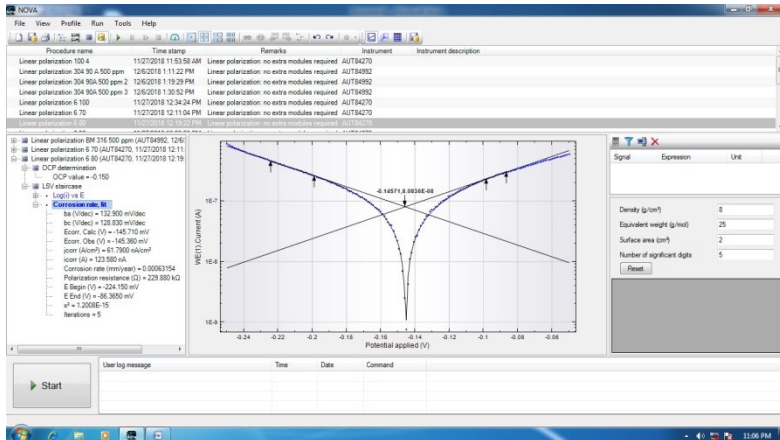 NOVA
File View Profile Run Tools Help
Procedure name Time stamp Remarks Instrument Instrument description
Linear polarization 100 4 11/27/2018 11:53:58 AM Linear polarization: no extra modules required AUT84270
Linear polarization 304 90 A 500 ppm 12/6/2018 1:11:22 PM Linear polarization: no extra modules required AUT84992
Linear polarization 304 90A 500 ppm 2 12/6/2018 1:19:29 PM Linear polarization: no extra modules required AUT84992
Linear polarization 304 90A 500 ppm 3 12/6/2018 1:30:52 PM Linear polarization: no extra modules required AUT84992
Linear polarization 6 100 11/27/2018 12:34:24 PM Linear polarization: no extra modules required AUT84270
Linear polarization 6 70 11/27/2018 12:11:04 PM Linear polarization: no extra modules required AUT84270
Linear polarization 6 80 11/27/2018 12:19:22 PM Linear polarization: no extra modules required AUT84270
Linear polarization BM 316 500 ppm (AUT84992, 12/6/
Linear polarization 6 70 (AUT84270, 11/27/2018 12:11:
Linear polarization 6 80 (AUT84270, 11/27/2018 12:19:
OCP determination
OCP value = -0.150
LSV staircase
Log(i) vs E
Corrosion rate, fit
ba (V/dec) = 132.900 mV/dec
bc (V/dec) = 128.830 mV/dec
Ecorr, Calc (V) = -145.710 mV
Ecorr, Obs (V) = -145.360 mV
jcorr (A/cm²) = 61.7900 nA/cm²
icorr (A) = 123.580 nA
Corrosion rate (mm/year) = 0.00063154
Polarization resistance (Ω) = 229.880 kΩ
E Begin (V) = -224.150 mV
E End (V) = -86.3650 mV
x² = 1.2008E-15
Iterations = 5
WE(1).Current (A)
1E-7
1E-8
1E-9
-0.14571,8.0836E-08
-0.24 -0.22 -0.2 -0.18 -0.16 -0.14 -0.12 -0.1 -0.08 -0.06
Potential applied (V)
Signal Expression Unit
Density (g/cm³) 8
Equivalent weight (g/mol) 25
Surface area (cm²) 2
Number of significant digits 5
Reset
Start
User log message Time Date Command
11:06 PM